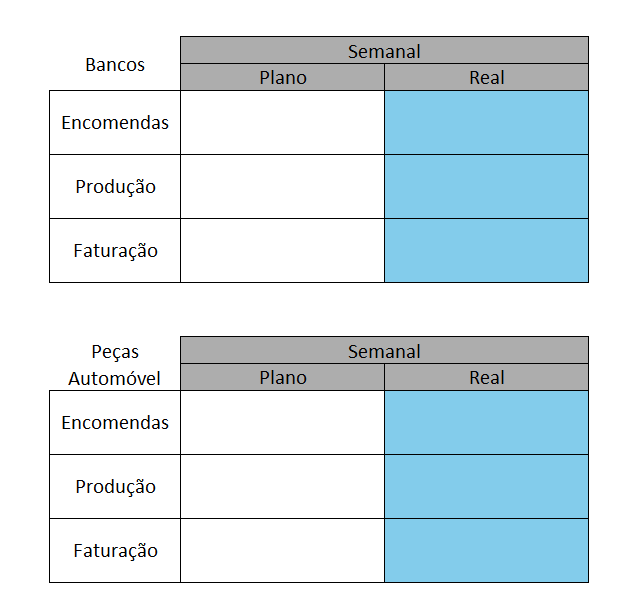 Bancos
Semanal
Plano Real
Encomendas
Produção
Faturação
Peças
Automóvel
Semanal
Plano Real
Encomendas
Produção
Faturação